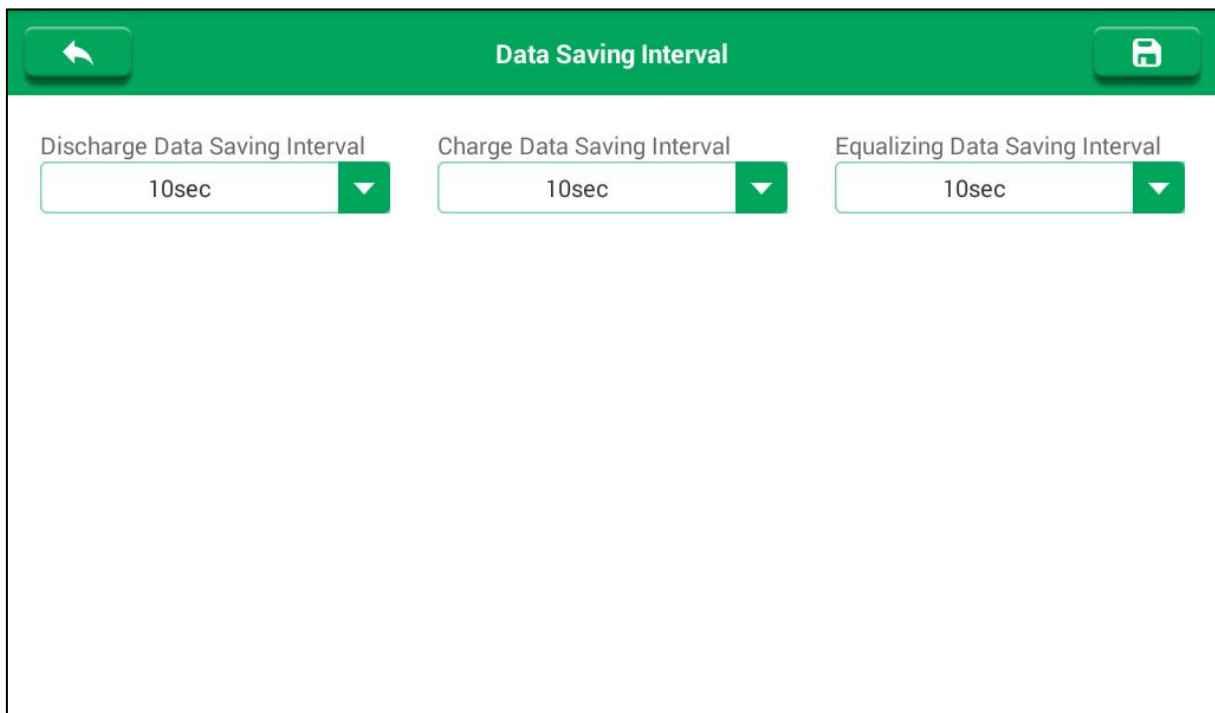 Data Saving Interval
Discharge Data Saving Interval
Charge Data Saving Interval
Equalizing Data Saving Interval
10sec
10sec
10sec